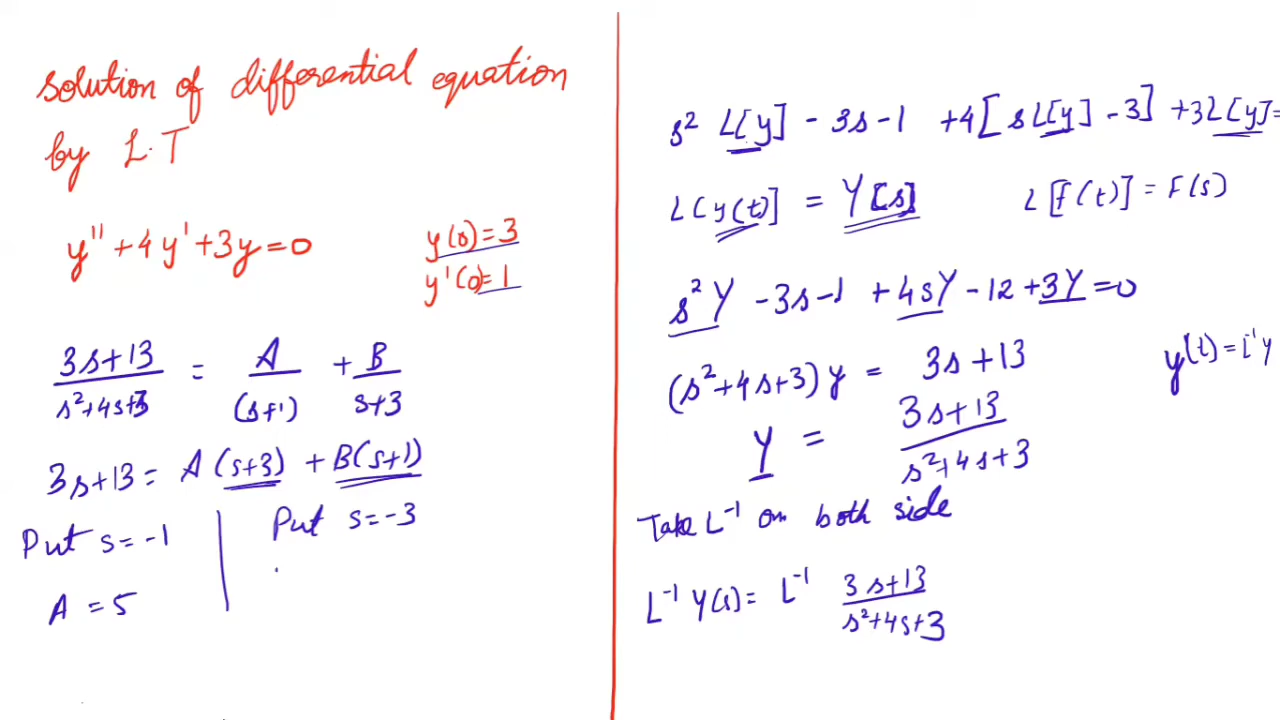 solution of differential equation
by L.T
y'' + 4y' + 3y = 0
y(0) = 3
y'(0) = 1
3s+13 / s²+4s+3 = A / (s+1) + B / s+3
3s+13 = A (s+3) + B(s+1)
Put s = -1
A = 5
Put s = -3
s² L[y] - 3s - 1 + 4[s L[y] - 3] + 3L[y] =
L[y(t)] = Y[s]
L[f(t)] = F(s)
s² Y - 3s - 1 + 4sY - 12 + 3Y = 0
(s² + 4s + 3) y = 3s + 13
y(t) = L⁻¹ y
Y = 3s+13 / s²+4s+3
Take L⁻¹ on both side
L⁻¹ Y(s) = L⁻¹ 3s+13 / s²+4s+3